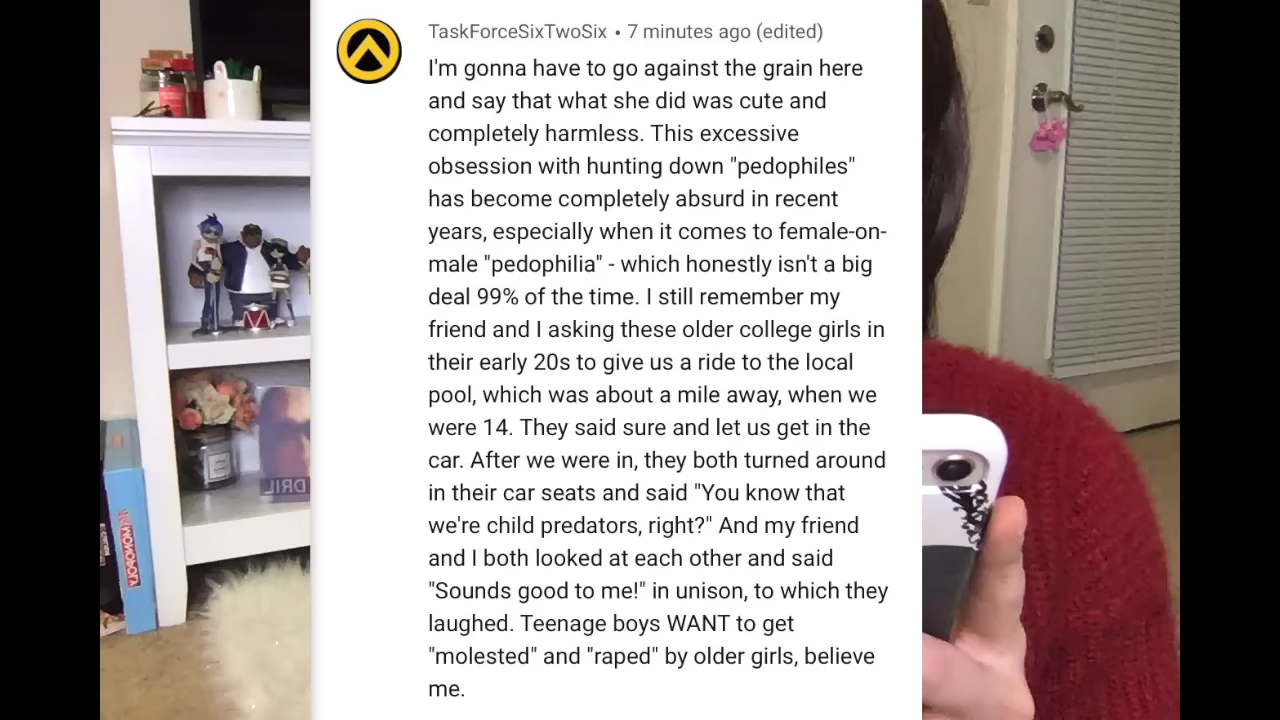 TaskForceSixTwoSix • 7 minutes ago (edited)
I'm gonna have to go against the grain here
and say that what she did was cute and
completely harmless. This excessive
obsession with hunting down "pedophiles"
has become completely absurd in recent
years, especially when it comes to female-on-
male "pedophilia" - which honestly isn't a big
deal 99% of the time. I still remember my
friend and I asking these older college girls in
their early 20s to give us a ride to the local
pool, which was about a mile away, when we
were 14. They said sure and let us get in the
car. After we were in, they both turned around
in their car seats and said "You know that
we're child predators, right?" And my friend
and I both looked at each other and said
"Sounds good to me!" in unison, to which they
laughed. Teenage boys WANT to get
"molested" and "raped" by older girls, believe
me.
MONOPOLY